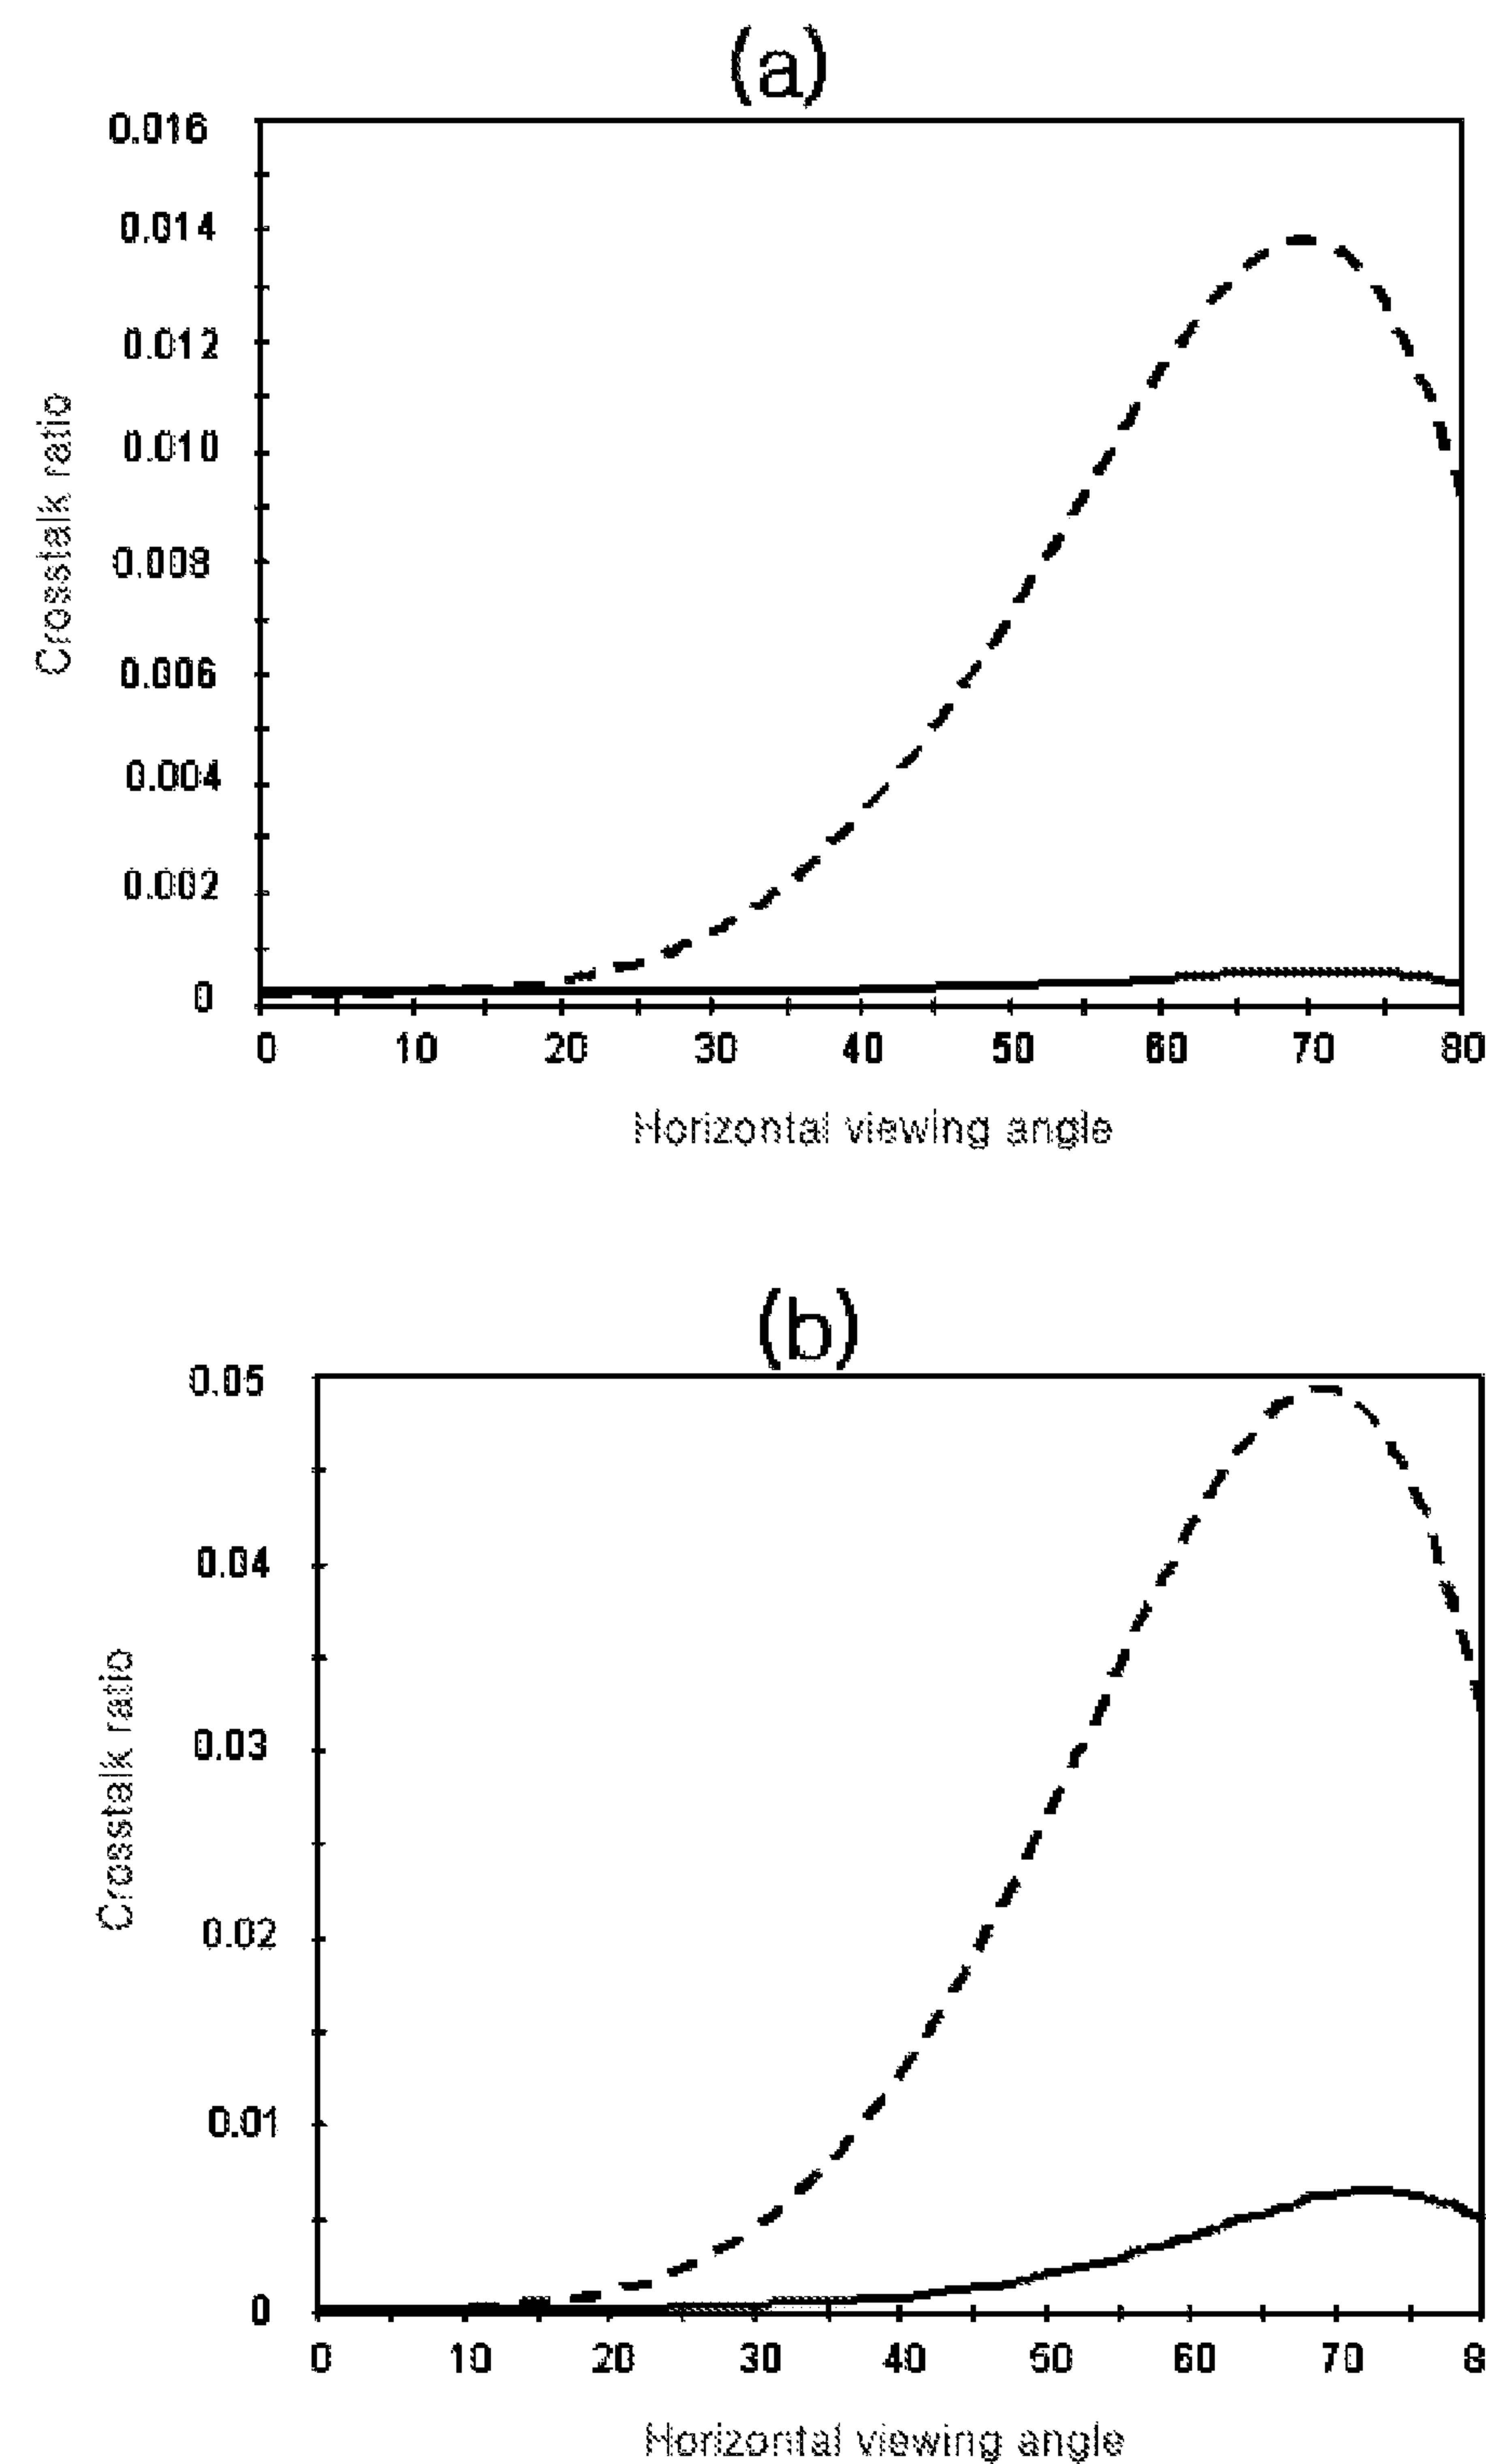 (a)
0.016
0.014
0.012
0.010
0.008
0.006
0.004
0.002
0
Crosstalk ratio
0 10 20 30 40 50 60 70 80
Horizontal viewing angle
(b)
0.05
0.04
0.03
0.02
0.01
0
Crosstalk ratio
0 10 20 30 40 50 60 70 8
Horizontal viewing angle